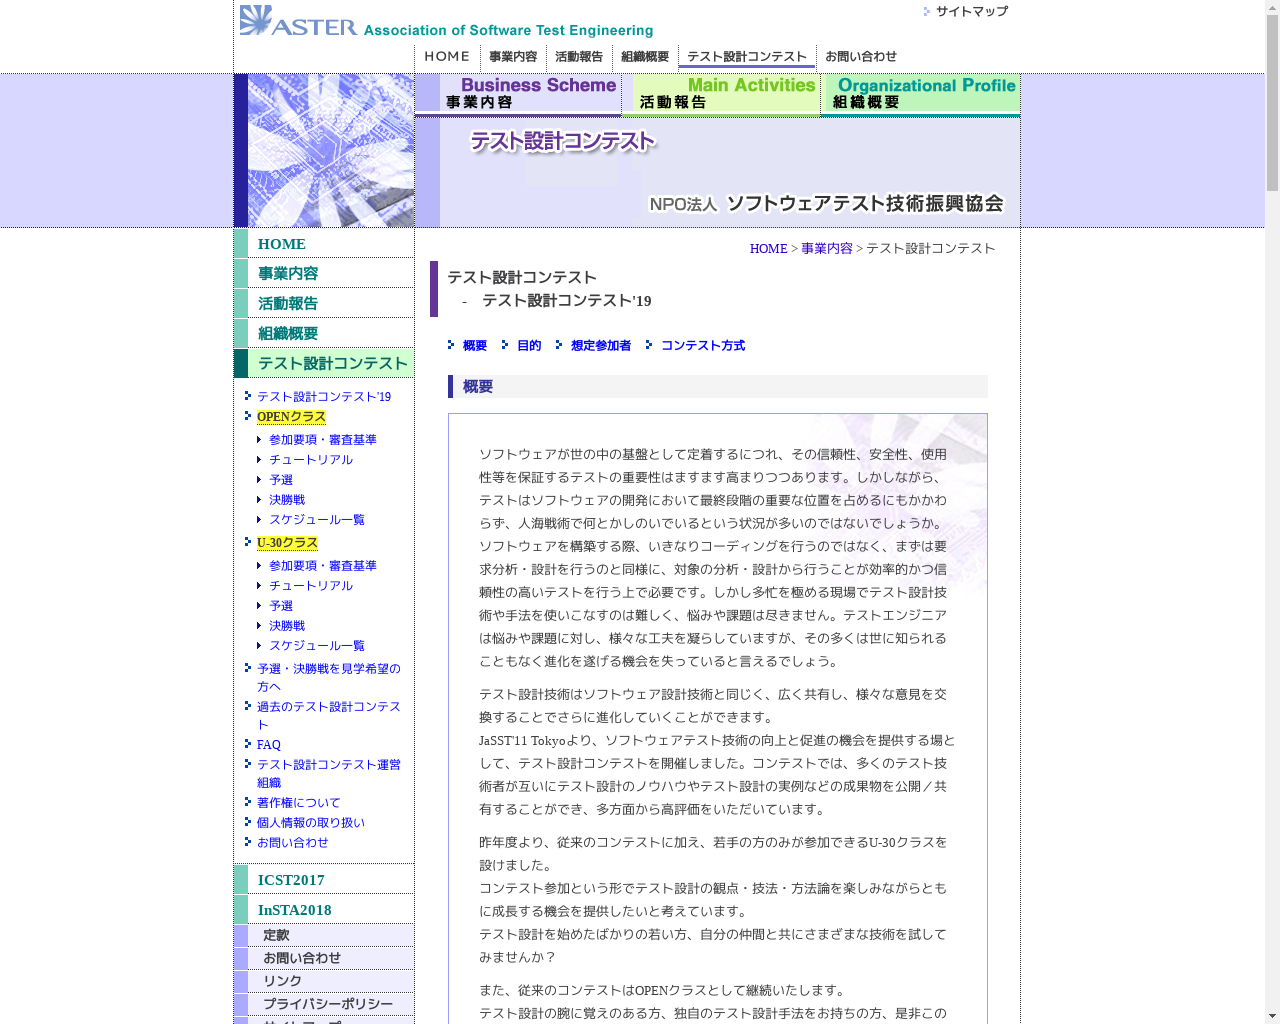 ASTER Association of Software Test Engineering
サイトマップ
HOME 事業内容 活動報告 組織概要 テスト設計コンテスト お問い合わせ
Business Scheme
事業内容
Main Activities
活動報告
Organizational Profile
組織概要
テスト設計コンテスト
NPO法人 ソフトウェアテスト技術振興協会
HOME
事業内容
活動報告
組織概要
テスト設計コンテスト
テスト設計コンテスト'19
OPENクラス
参加要項・審査基準
チュートリアル
予選
決勝戦
スケジュール一覧
U-30クラス
参加要項・審査基準
チュートリアル
予選
決勝戦
スケジュール一覧
予選・決勝戦を見学希望の
方へ
過去のテスト設計コンテス
ト
FAQ
テスト設計コンテスト運営
組織
著作権について
個人情報の取り扱い
お問い合わせ
ICST2017
InSTA2018
定款
お問い合わせ
リンク
プライバシーポリシー
サイトマップ
HOME > 事業内容 > テスト設計コンテスト
テスト設計コンテスト
- テスト設計コンテスト'19
概要 目的 想定参加者 コンテスト方式
概要
ソフトウェアが世の中の基盤として定着するにつれ、その信頼性、安全性、使用
性等を保証するテストの重要性はますます高まりつつあります。しかしながら、
テストはソフトウェアの開発において最終段階の重要な位置を占めるにもかかわ
らず、人海戦術で何とかしのいでいるという状況が多いのではないでしょうか。
ソフトウェアを構築する際、いきなりコーディングを行うのではなく、まずは要
求分析・設計を行うのと同様に、対象の分析・設計から行うことが効率的かつ信
頼性の高いテストを行う上で必要です。しかし多忙を極める現場でテスト設計技
術や手法を使いこなすのは難しく、悩みや課題は尽きません。テストエンジニア
は悩みや課題に対し、様々な工夫を凝らしていますが、その多くは世に知られる
こともなく進化を遂げる機会を失っていると言えるでしょう。
テスト設計技術はソフトウェア設計技術と同じく、広く共有し、様々な意見を交
換することでさらに進化していくことができます。
JaSST'11 Tokyoより、ソフトウェアテスト技術の向上と促進の機会を提供する場と
して、テスト設計コンテストを開催しました。コンテストでは、多くのテスト技
術者が互いにテスト設計のノウハウやテスト設計の実例などの成果物を公開／共
有することができ、多方面から高評価をいただいています。
昨年度より、従来のコンテストに加え、若手の方のみが参加できるU-30クラスを
設けました。
コンテスト参加という形でテスト設計の観点・技法・方法論を楽しみながらとも
に成長する機会を提供したいと考えています。
テスト設計を始めたばかりの若い方、自分の仲間と共にさまざまな技術を試して
みませんか？
また、従来のコンテストはOPENクラスとして継続いたします。
テスト設計の腕に覚えのある方、独自のテスト設計手法をお持ちの方、是非この